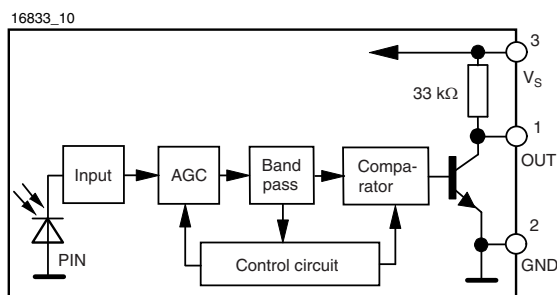 16833_10
3
VS
33 kΩ
1
OUT
Input
AGC
Band
pass
Compa-
rator
2
GND
PIN
Control circuit